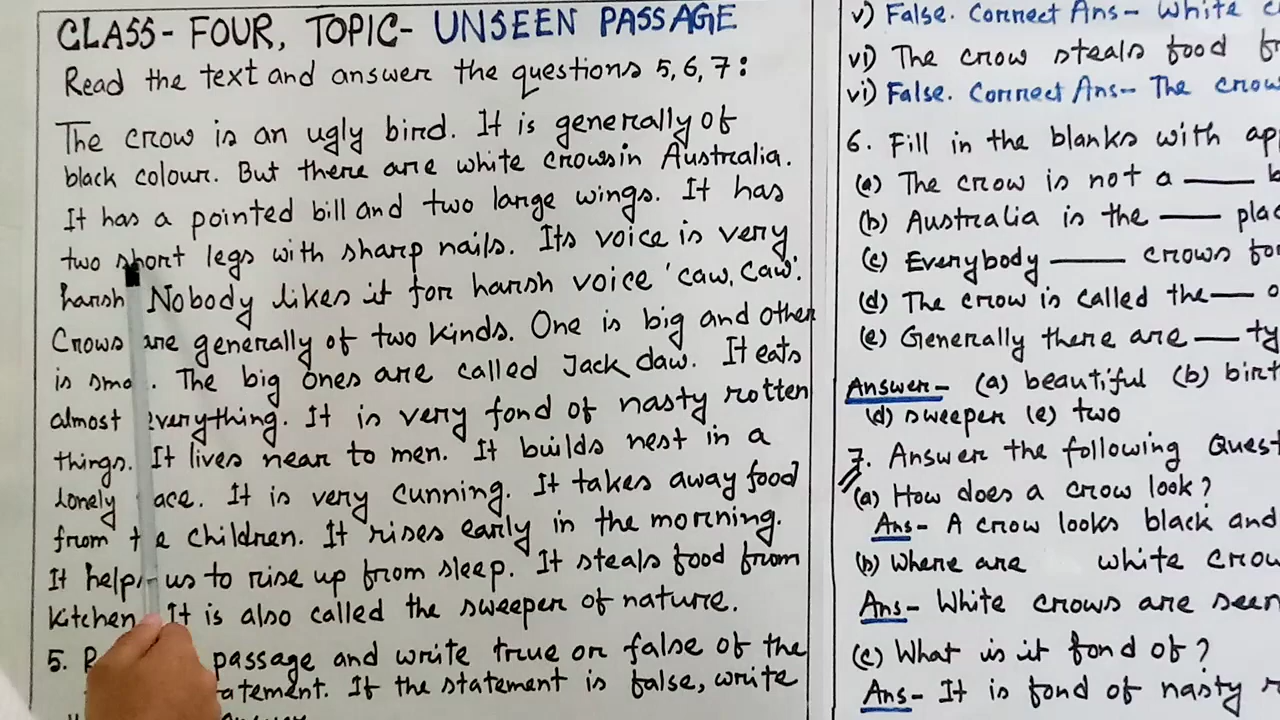 CLASS- FOUR, TOPIC- UNSEEN PASSAGE
Read the text and answer the questions 5, 6, 7:
The crow is an ugly bird. It is generally of
black colour. But there are white crows in Australia.
It has a pointed bill and two large wings. It has
two short legs with sharp nails. Its voice is very
harsh Nobody likes it for harsh voice 'caw, caw'.
Crows are generally of two kinds. One is big and other
is . The big ones are called Jack daw. It eats
almost everything. It is very fond of nasty rotten
things. It lives near to men. It builds nest in a
lonely . It is very cunning. It takes away food
from the children. It rises early in the morning.
It helps us to rise up from sleep. It steals food from
kitchen It is also called the sweeper of nature.
5. passage and write true or false of the
. If the statement is false, write
v) False. Correct Ans- White
vi) The crow steals food
vi) False. Correct Ans- The crow
6. Fill in the blanks with
(a) The crow is not a ___
(b) Australia is the ___
(c) Everybody ___ crows for
(d) The crow is called the ___
(e) Generally there are ___
Answer- (a) beautiful (b)
(d) sweeper (e) two
7. Answer the following
(a) How does a crow look?
Ans- A crow looks black and
(b) Where are white
Ans- White crows are seen
(c) What is it fond of?
Ans- It is fond of nasty